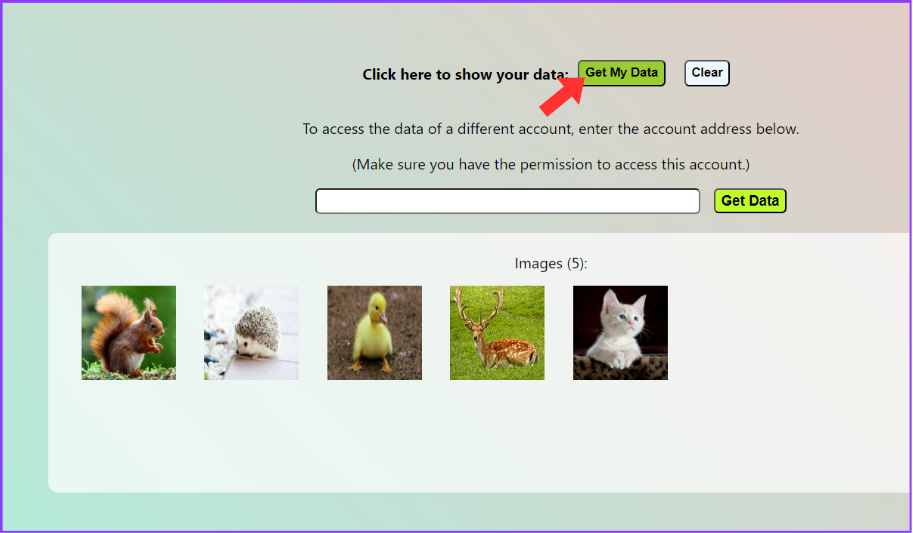 Click here to show your data: Get My Data Clear
To access the data of a different account, enter the account address below.
(Make sure you have the permission to access this account.)
Get Data
Images (5):